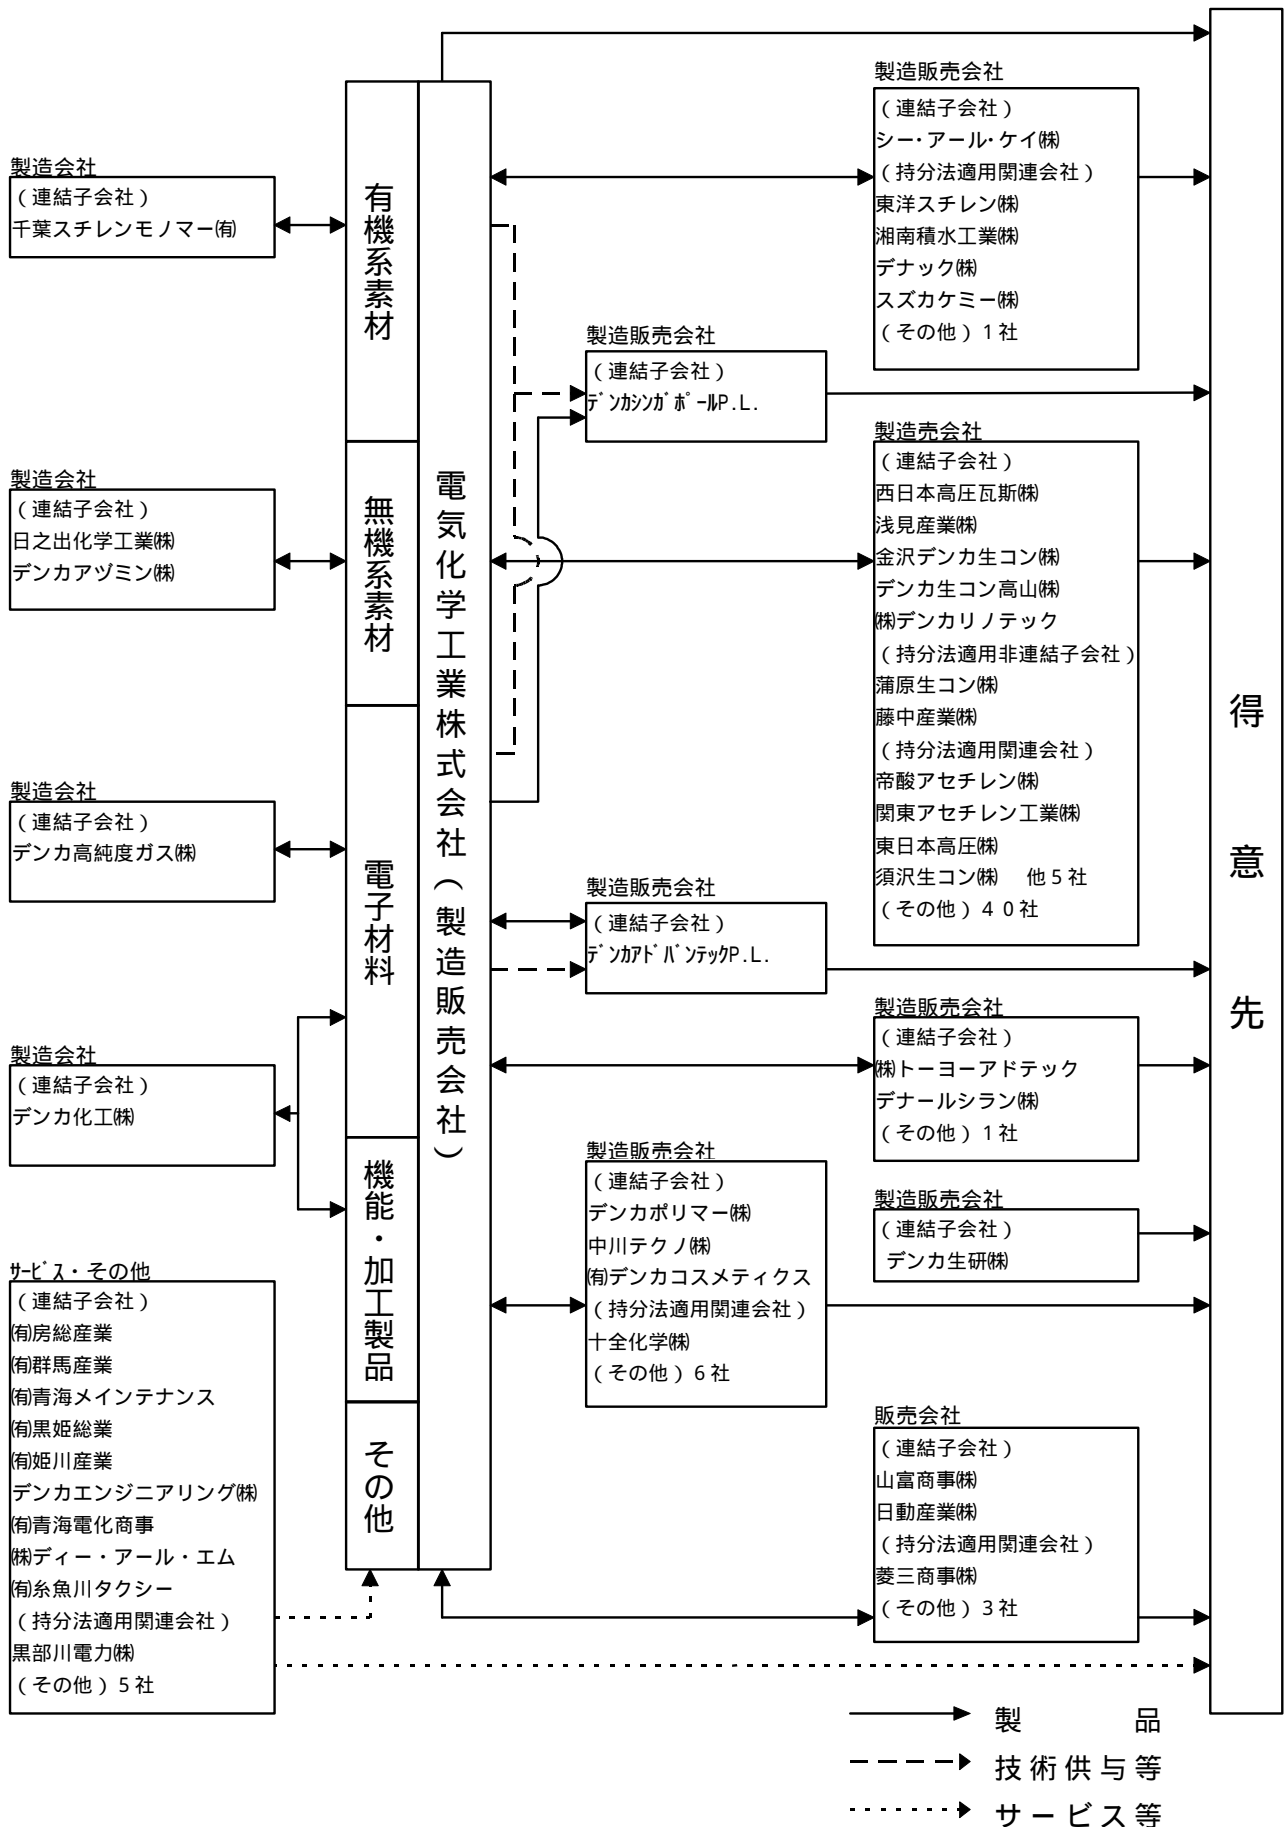 製造会社
(連結子会社)
千葉スチレンモノマー㈲
製造会社
(連結子会社)
日之出化学工業㈱
デンカアヅミン㈱
製造会社
(連結子会社)
デンカ高純度ガス㈱
製造会社
(連結子会社)
デンカ化工㈱
サービス・その他
(連結子会社)
㈲房総産業
㈲群馬産業
㈲青海メインテナンス
㈲黒姫総業
㈲姫川産業
デンカエンジニアリング㈱
㈲青海電化商事
㈱ディー・アール・エム
㈲糸魚川タクシー
(持分法適用関連会社)
黒部川電力㈱
(その他)5社
有機系素材
無機系素材
電子材料
機能・加工製品
その他
電気化学工業株式会社(製造販売会社)
製造販売会社
(連結子会社)
デンカシンガポールP.L.
製造販売会社
(連結子会社)
デンカアドバンテックP.L.
製造販売会社
(連結子会社)
デンカポリマー㈱
中川テクノ㈱
㈲デンカコスメティクス
(持分法適用関連会社)
十全化学㈱
(その他)6社
製造販売会社
(連結子会社)
シー・アール・ケイ㈱
(持分法適用関連会社)
東洋スチレン㈱
湘南積水工業㈱
デナック㈱
スズカケミー㈱
(その他)1社
製造売会社
(連結子会社)
西日本高圧瓦斯㈱
浅見産業㈱
金沢デンカ生コン㈱
デンカ生コン高山㈱
㈱デンカリノテック
(持分法適用非連結子会社)
蒲原生コン㈱
藤中産業㈱
(持分法適用関連会社)
帝酸アセチレン㈱
関東アセチレン工業㈱
東日本高圧㈱
須沢生コン㈱ 他5社
(その他)40社
製造販売会社
(連結子会社)
㈱トーヨーアドテック
デナールシラン㈱
(その他)1社
製造販売会社
(連結子会社)
デンカ生研㈱
販売会社
(連結子会社)
山富商事㈱
日動産業㈱
(持分法適用関連会社)
菱三商事㈱
(その他)3社
得意先
製品
技術供与等
サービス等